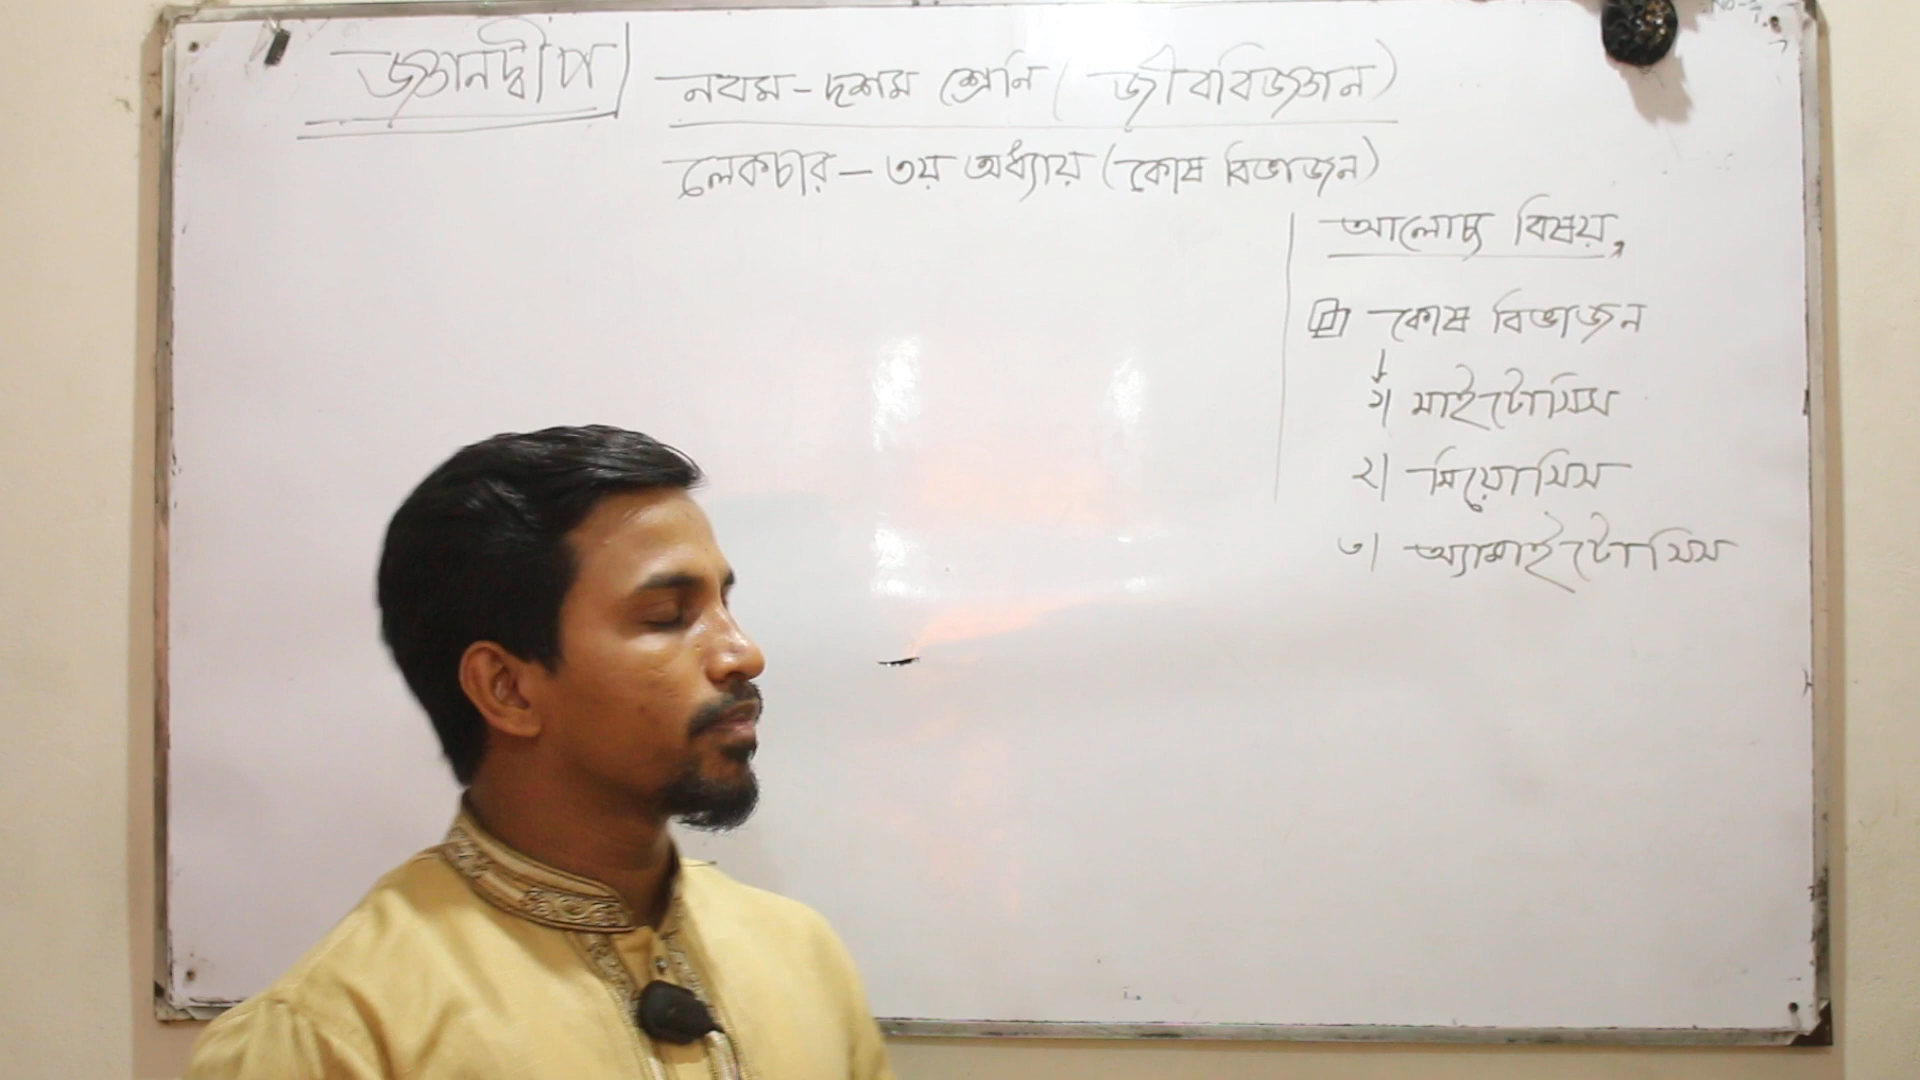 জ্ঞানদ্বীপ
নবম-দশম শ্রেনি (জীববিজ্ঞান)
লেকচার - ৩য় অধ্যায় (কোষ বিভাজন)
আলোচ্য বিষয়,
কোষ বিভাজন
১| মাইটোসিস
২| মিয়োসিস
৩| অ্যামাইটোসিস